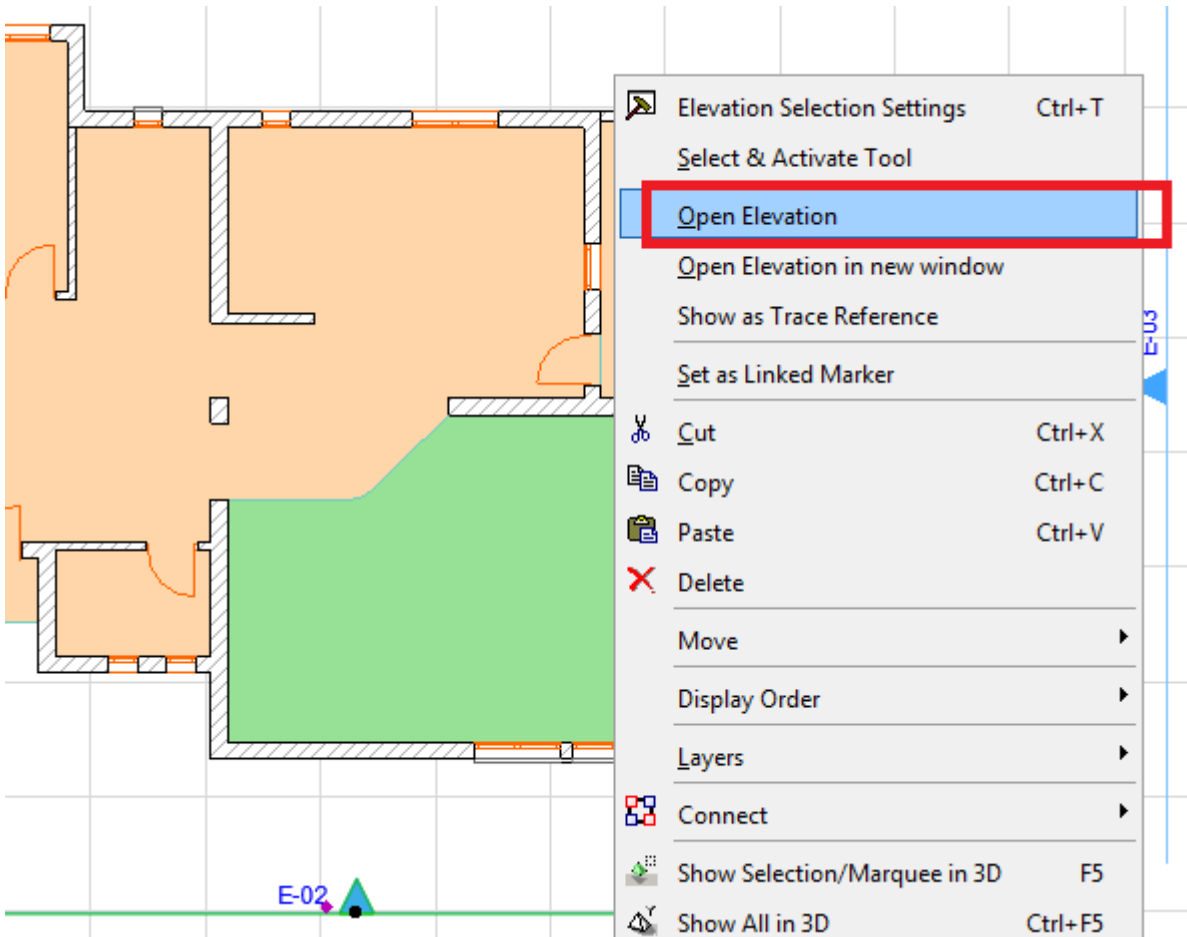 Elevation Selection Settings Ctrl+T
Select & Activate Tool
Open Elevation
Open Elevation in new window
Show as Trace Reference
Set as Linked Marker
Cut Ctrl+X
Copy Ctrl+C
Paste Ctrl+V
Delete
Move
Display Order
Layers
Connect
Show Selection/Marquee in 3D F5
Show All in 3D Ctrl+F5
E-03
E-02